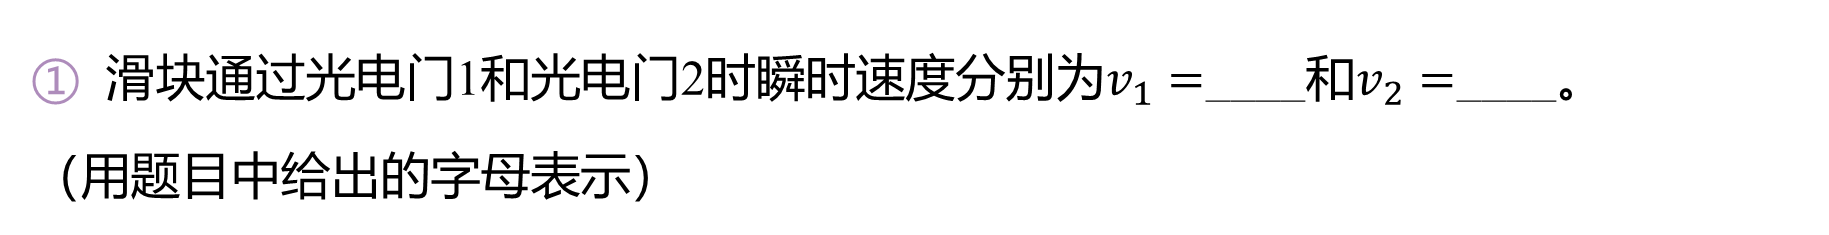 ① 滑块通过光电门1和光电门2时瞬时速度分别为v₁ =____和v₂ =____。
（用题目中给出的字母表示）